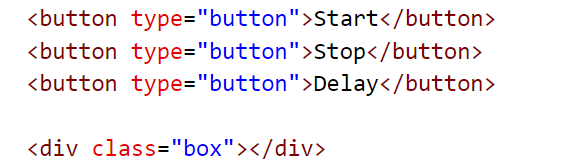 <button type="button">Start</button>
<button type="button">Stop</button>
<button type="button">Delay</button>
<div class="box"></div>